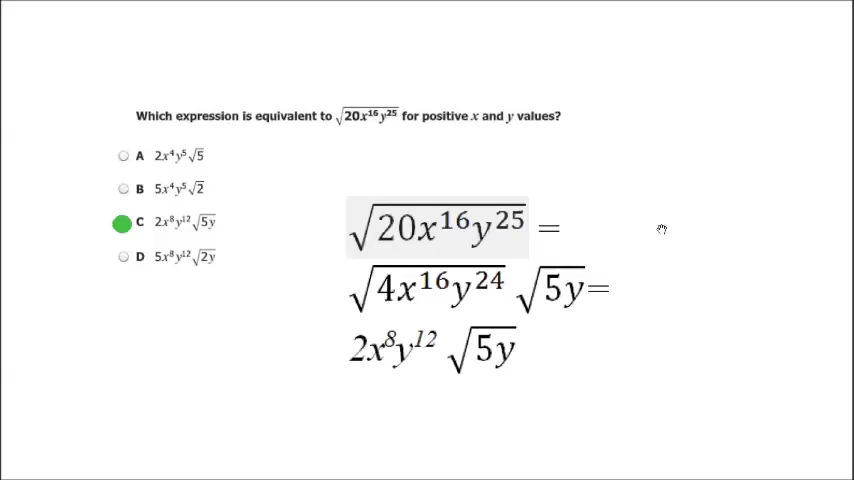 Which expression is equivalent to √20x¹⁶y²⁵ for positive x and y values?
A 2x⁴y⁵√5
B 5x⁴y⁵√2
C 2x⁸y¹²√5y
D 5x⁸y¹²√2y
√20x¹⁶y²⁵ =
√4x¹⁶y²⁴ √5y=
2x⁸y¹² √5y